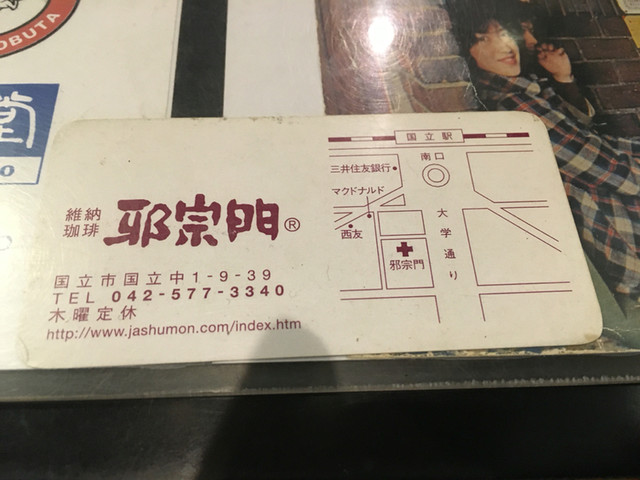 OBUTA
堂
維納
珈琲
邪宗門®
国立市国立中1-9-39
TEL 042-577-3340
木曜定休
http://www.jashumon.com/index.htm
国立駅
南口
三井住友銀行
マクドナルド
西友
邪宗門
大学通り